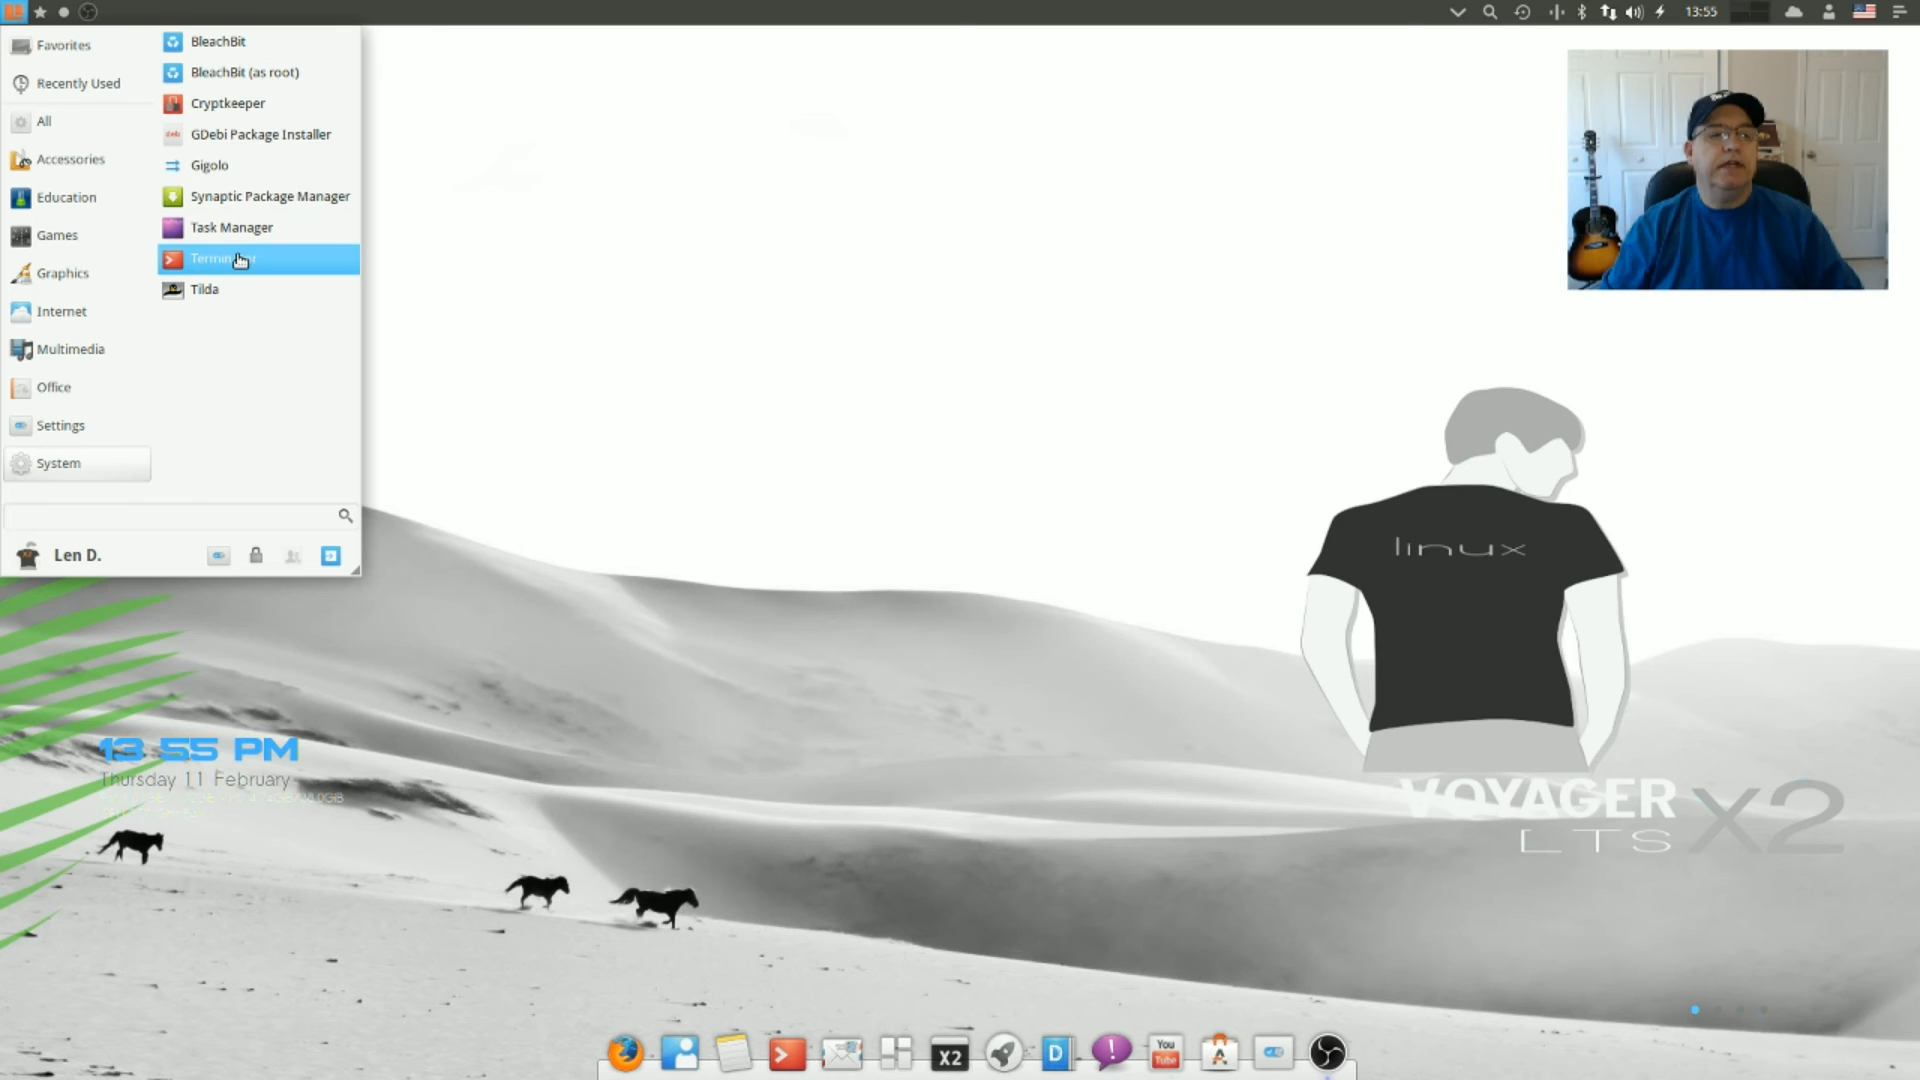 13:55
Favorites
Recently Used
All
Accessories
Education
Games
Graphics
Internet
Multimedia
Office
Settings
System
BleachBit
BleachBit (as root)
Cryptkeeper
deb
GDebi Package Installer
Gigolo
Synaptic Package Manager
Task Manager
Tilda
Len D.
linux
VOYAGER X2
LTS
13 55 PM
Thursday 11 February
X2
D
You
Tube
A